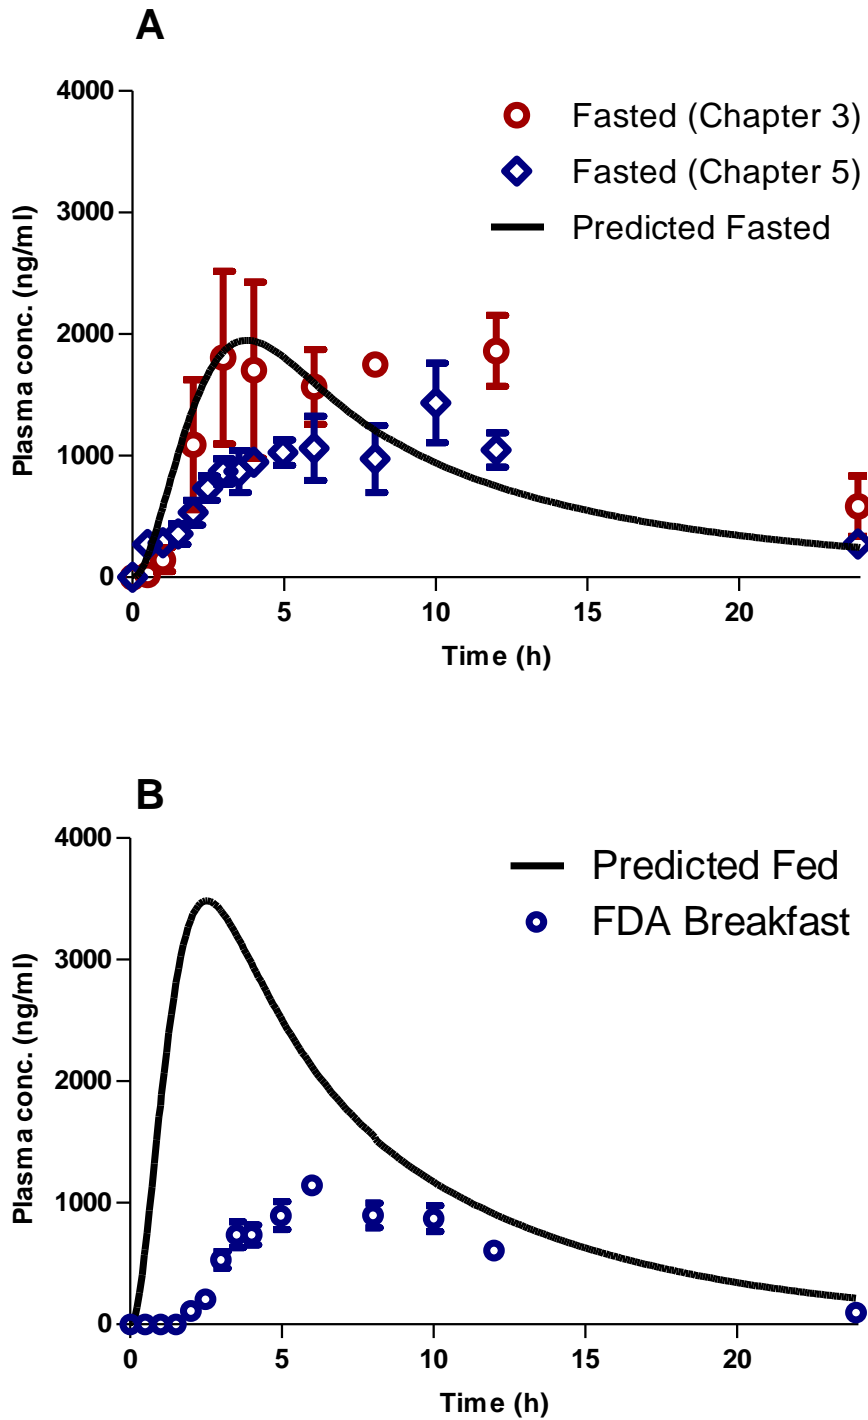 A
4000
3000
2000
1000
0
Plasma conc. (ng/ml)
Fasted (Chapter 3)
Fasted (Chapter 5)
Predicted Fasted
0 5 10 15 20
Time (h)
B
4000
3000
2000
1000
0
Plasma conc. (ng/ml)
Predicted Fed
FDA Breakfast
0 5 10 15 20
Time (h)